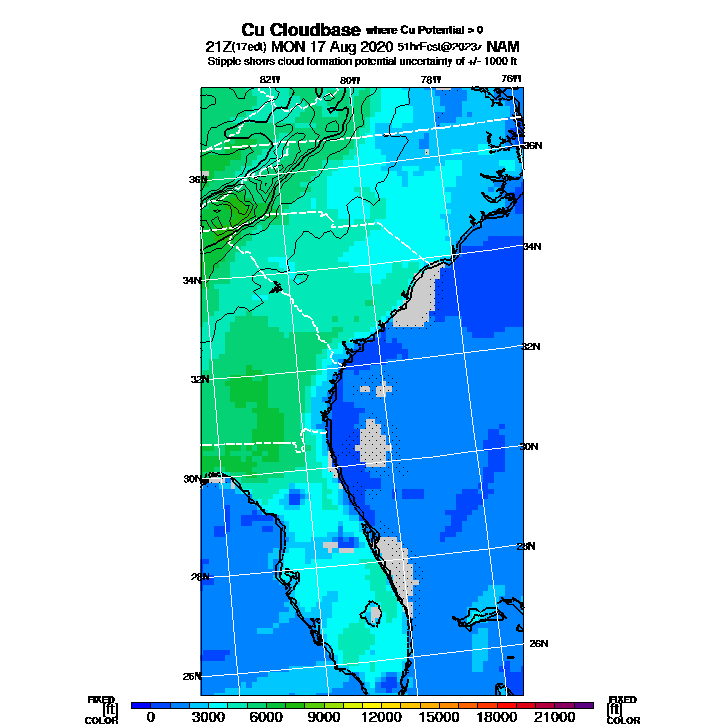 Cu Cloudbase where Cu Potential > 0
21Z(17edt) MON 17 Aug 2020 51hrFcst@2023z NAM
Stipple shows cloud formation potential uncertainty of +/- 1000 ft
82W 80W 78W 76W
36N 36N
34N 34N
32N 32N
30N 30N
28N 28N
26N 26N
FIXED [ft] COLOR 0 3000 6000 9000 12000 15000 18000 21000 FIXED [ft] COLOR